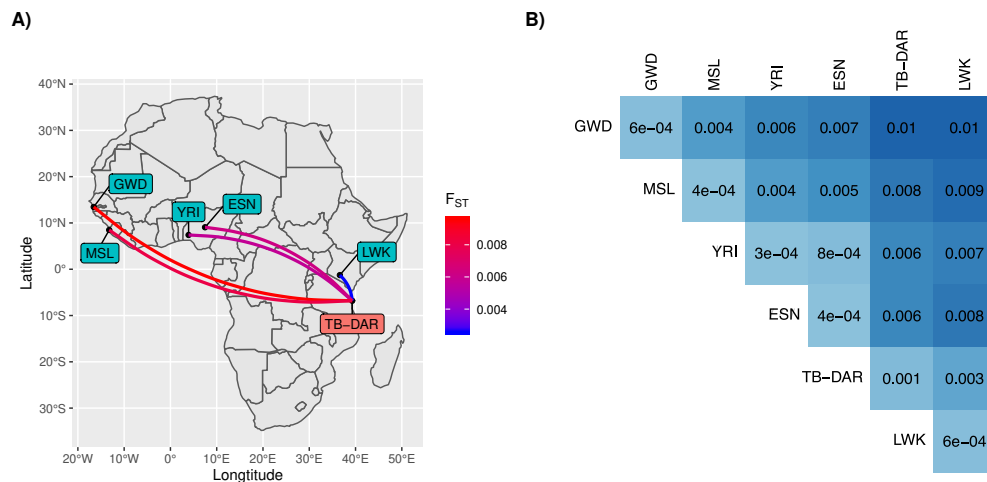 A)
40°N
30°N
20°N
10°N
0°
10°S
20°S
30°S
Latitude
20°W 10°W 0° 10°E 20°E 30°E 40°E 50°E
Longtitude
GWD
MSL
YRI
ESN
LWK
TB−DAR
FST
0.008
0.006
0.004
B)
GWD MSL YRI ESN TB−DAR LWK
GWD 6e−04 0.004 0.006 0.007 0.01 0.01
MSL 4e−04 0.004 0.005 0.008 0.009
YRI 3e−04 8e−04 0.006 0.007
ESN 4e−04 0.006 0.008
TB−DAR 0.001 0.003
LWK 6e−04